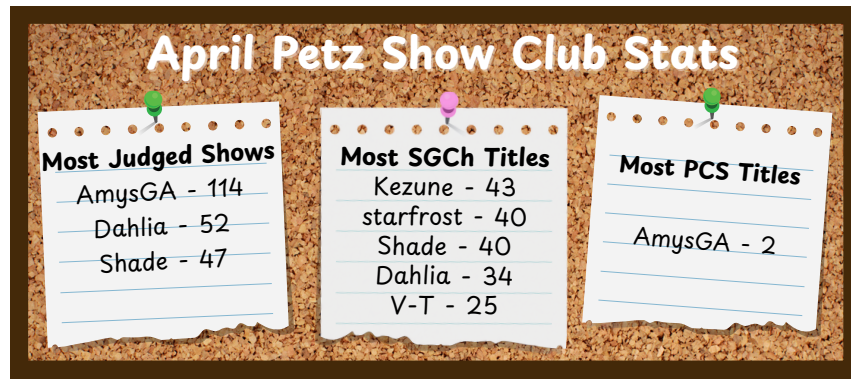 April Petz Show Club Stats
Most Judged Shows
AmysGA - 114
Dahlia - 52
Shade - 47
Most SGCh Titles
Kezune - 43
starfrost - 40
Shade - 40
Dahlia - 34
V-T - 25
Most PCS Titles
AmysGA - 2